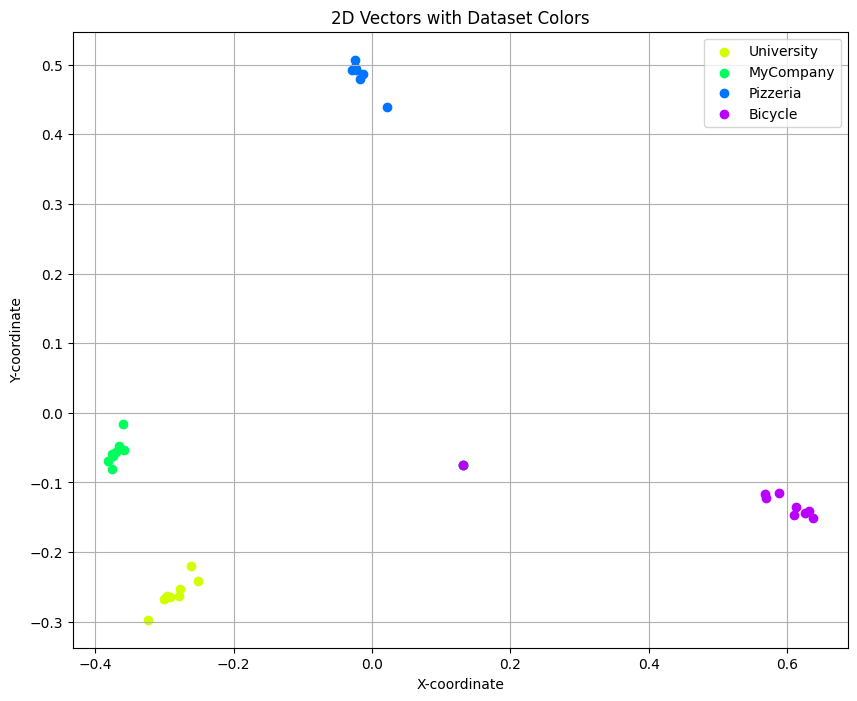 2D Vectors with Dataset Colors
University
MyCompany
Pizzeria
Bicycle
0.5
0.4
0.3
0.2
0.1
0.0
−0.1
−0.2
−0.3
Y-coordinate
−0.4
−0.2
0.0
0.2
0.4
0.6
X-coordinate